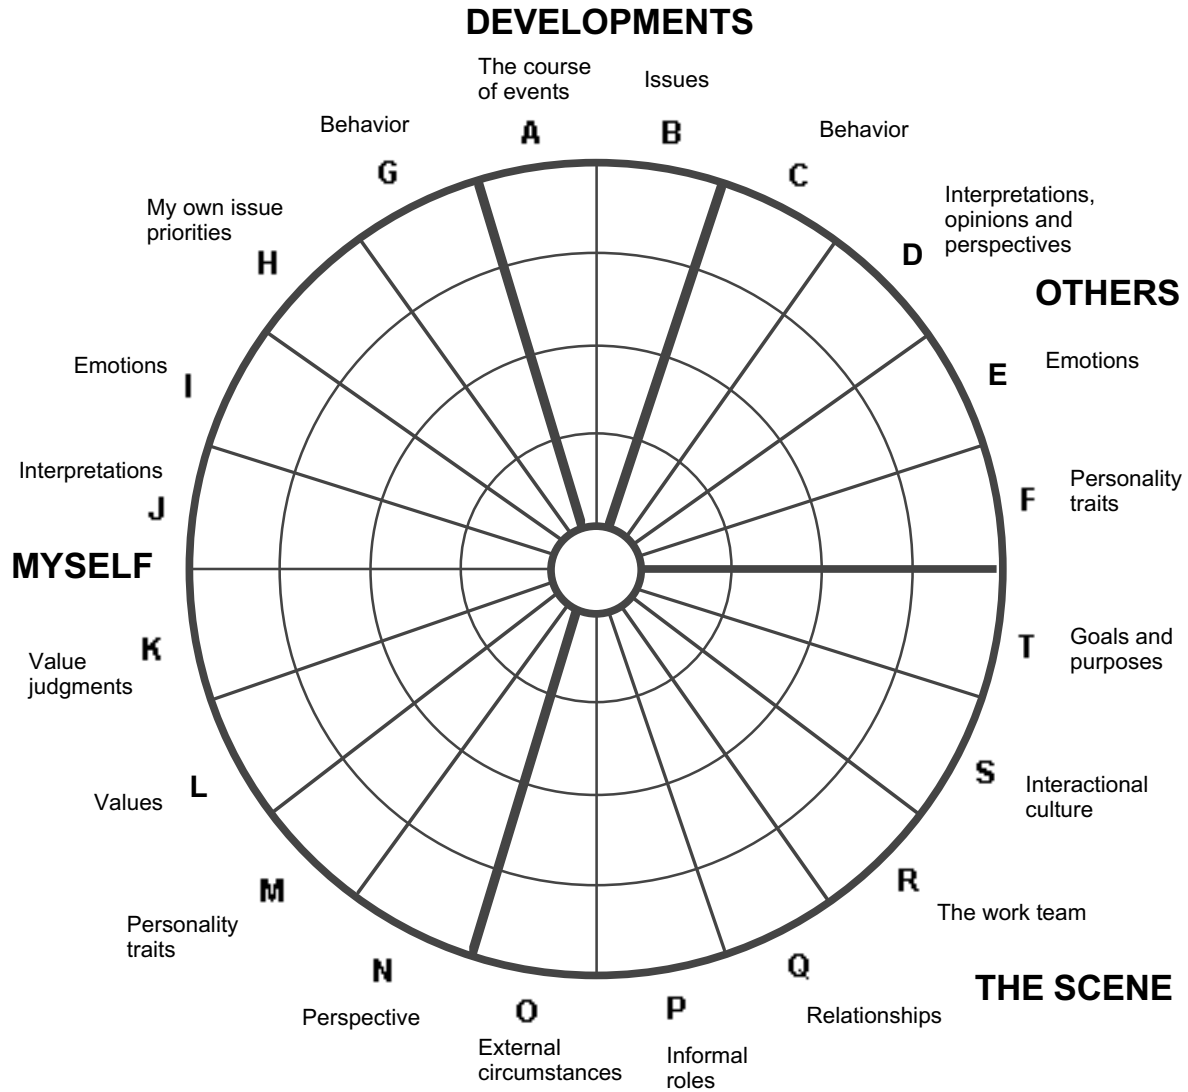 DEVELOPMENTS
The course
of events
A
Issues
B
Behavior
C
Interpretations,
opinions and
perspectives
D
OTHERS
Emotions
E
Personality
traits
F
Goals and
purposes
T
Interactional
culture
S
The work team
R
THE SCENE
Relationships
Q
Informal
roles
P
External
circumstances
O
Perspective
N
Personality
traits
M
Values
L
Value
judgments
K
MYSELF
Interpretations
J
Emotions
I
My own issue
priorities
H
Behavior
G